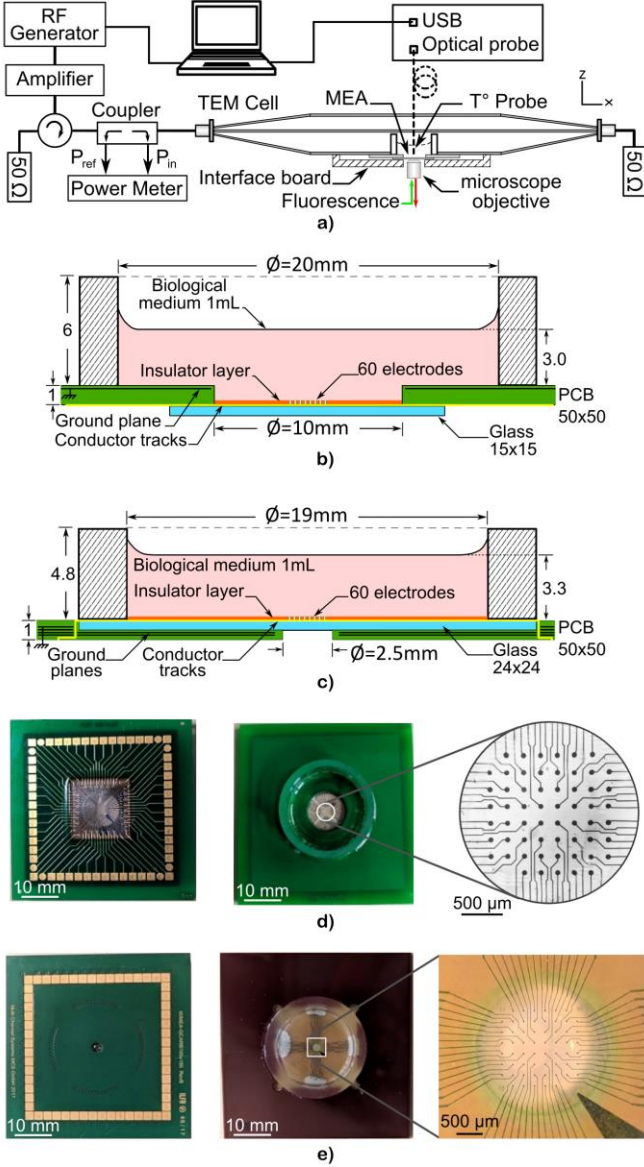 RF
Generator
Amplifier
Coupler
50 Ω
P_ref
P_in
Power Meter
TEM Cell
MEA
T° Probe
USB
Optical probe
z
x
Interface board
Fluorescence
microscope
objective
50 Ω
a)
Ø=20mm
Biological
medium 1mL
6
1
3.0
Insulator layer
60 electrodes
Ground plane
Conductor tracks
Ø=10mm
PCB
50x50
Glass
15x15
b)
Ø=19mm
4.8
1
3.3
Biological medium 1mL
Insulator layer
60 electrodes
Ground
planes
Conductor
tracks
Ø=2.5mm
PCB
50x50
Glass
24x24
c)
10 mm
10 mm
500 µm
d)
10 mm
10 mm
500 µm
e)